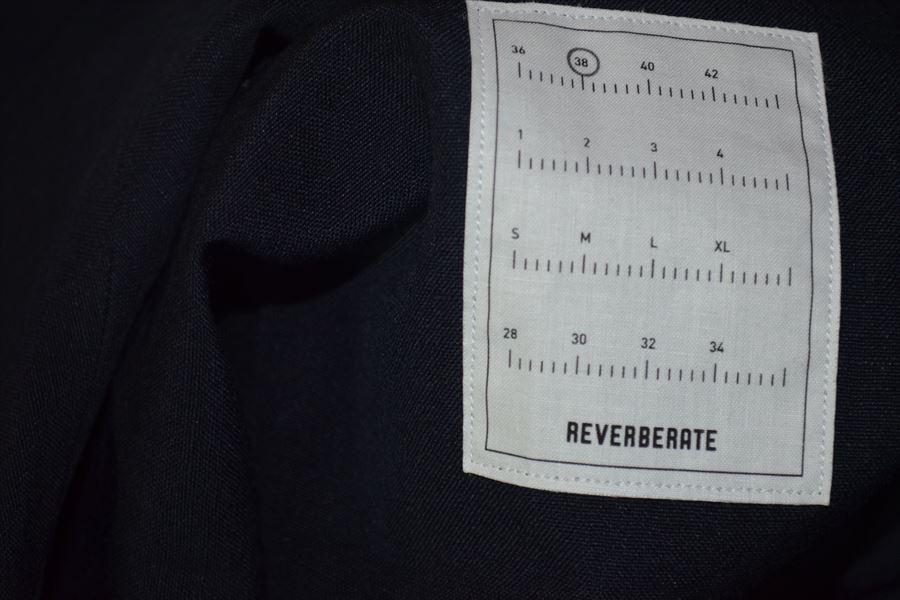 36 38 40 42
1 2 3 4
S M L XL
28 30 32 34
REVERBERATE